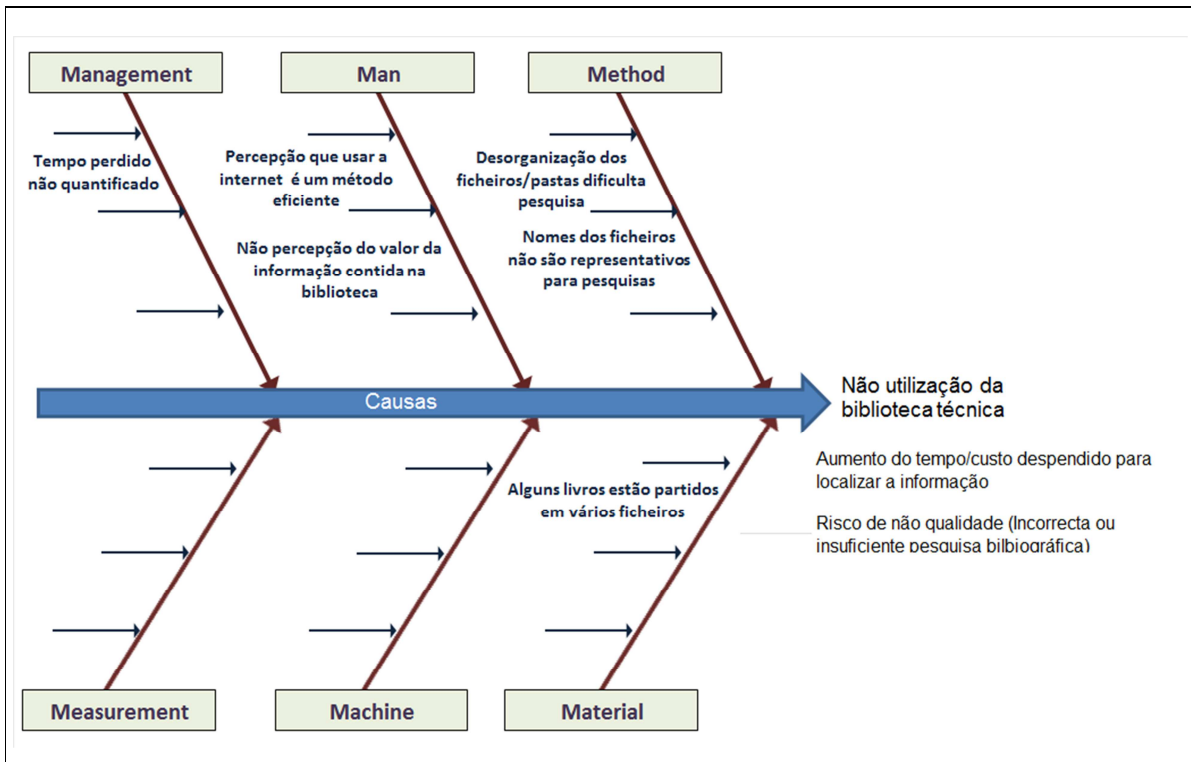 Management
Man
Method
Tempo perdido
não quantificado
Percepção que usar a
internet é um método
eficiente
Não percepção do valor da
informação contida na
biblioteca
Desorganização dos
ficheiros/pastas dificulta
pesquisa
Nomes dos ficheiros
não são representativos
para pesquisas
Causas
Não utilização da
biblioteca técnica
Aumento do tempo/custo despendido para
localizar a informação
Risco de não qualidade (Incorrecta ou
insuficiente pesquisa bilbiográfica)
Alguns livros estão partidos
em vários ficheiros
Measurement
Machine
Material